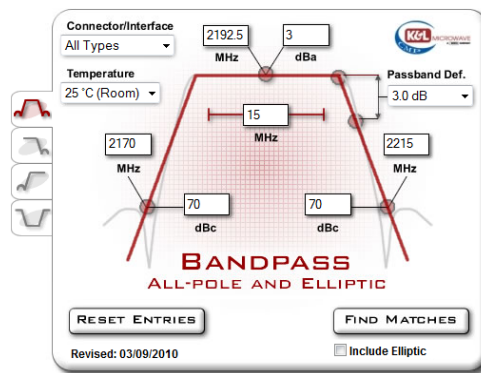 Connector/Interface
All Types
Temperature
25 °C (Room)
2192.5
MHz
3
dBa
K&L MICROWAVE
Passband Def.
3.0 dB
15
MHz
2170
MHz
2215
MHz
70
dBc
70
dBc
BANDPASS
ALL-POLE AND ELLIPTIC
RESET ENTRIES
FIND MATCHES
Revised: 03/09/2010
Include Elliptic